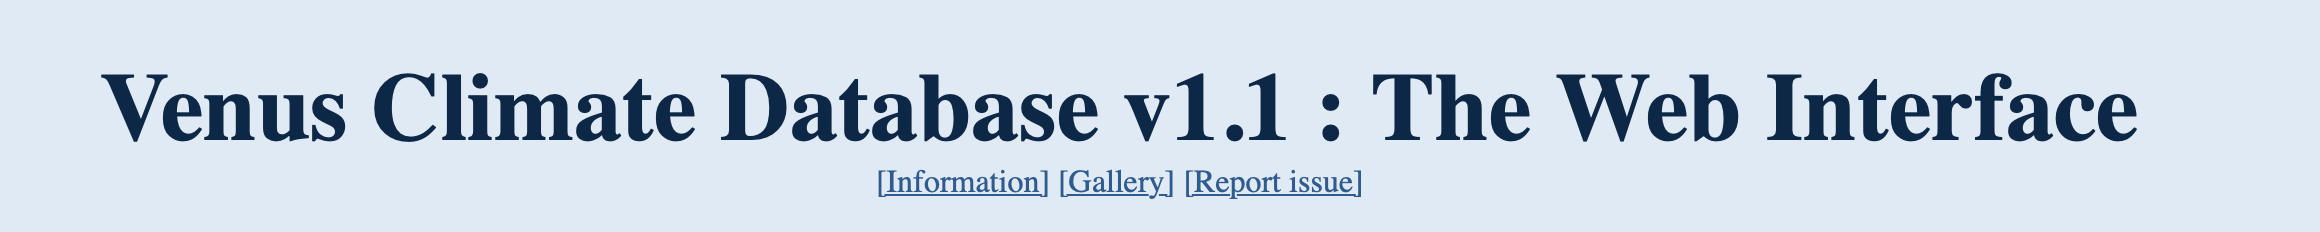 Venus Climate Database v1.1 : The Web Interface
[Information] [Gallery] [Report issue]